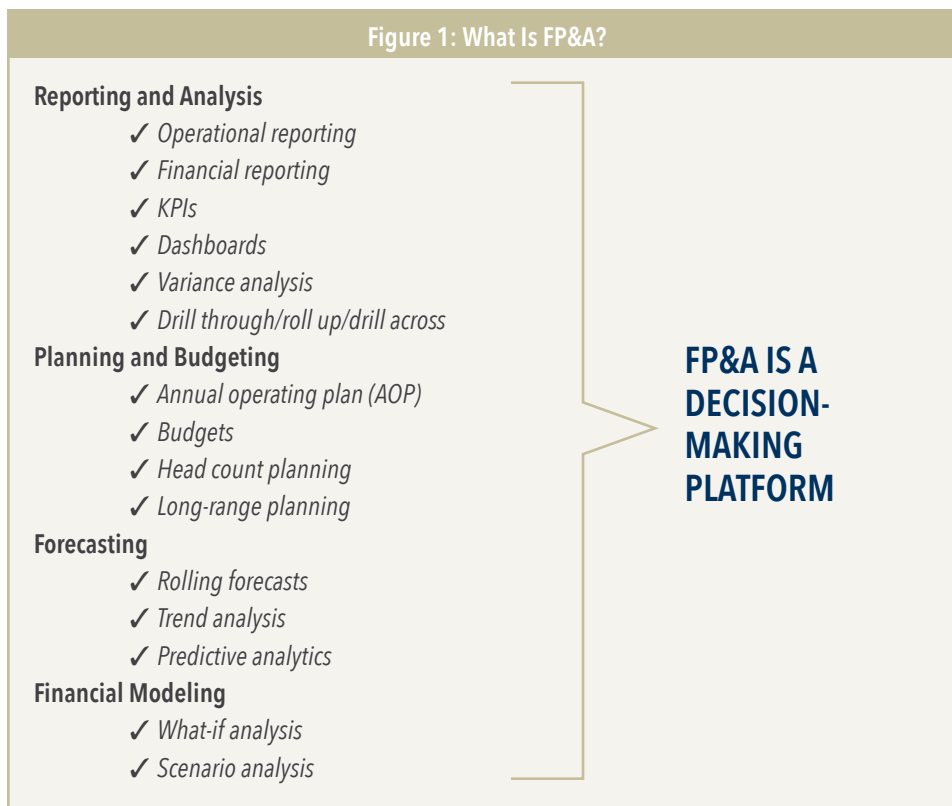 Figure 1: What Is FP&A?
Reporting and Analysis
✓ Operational reporting
✓ Financial reporting
✓ KPIs
✓ Dashboards
✓ Variance analysis
✓ Drill through/roll up/drill across
Planning and Budgeting
✓ Annual operating plan (AOP)
✓ Budgets
✓ Head count planning
✓ Long-range planning
Forecasting
✓ Rolling forecasts
✓ Trend analysis
✓ Predictive analytics
Financial Modeling
✓ What-if analysis
✓ Scenario analysis
FP&A IS A
DECISION-
MAKING
PLATFORM